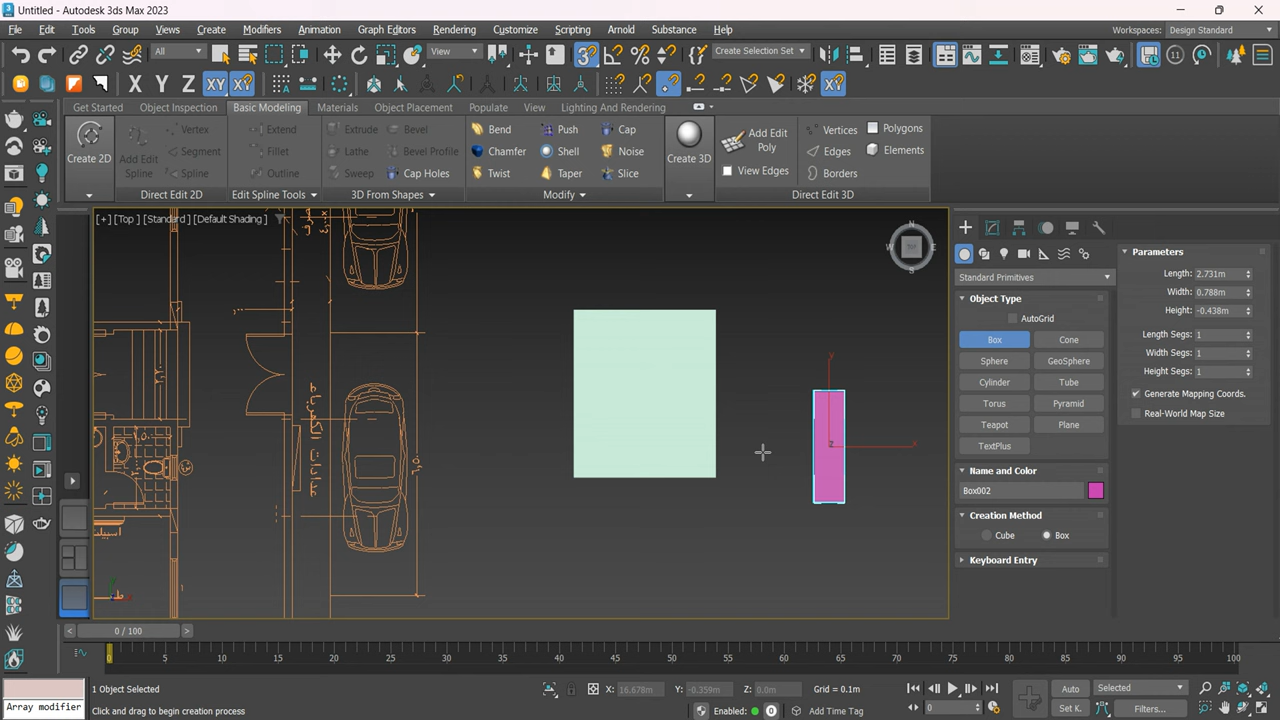 Untitled - Autodesk 3ds Max 2023
File Edit Tools Group Views Create Modifiers Animation Graph Editors Rendering Customize Scripting Arnold Substance Help Workspaces: Design Standard
All View Create Selection Set
X Y Z XY XY
Get Started Object Inspection Basic Modeling Materials Object Placement Populate View Lighting And Rendering
Create 2D
Add Edit Spline
Vertex
Segment
Spline
Direct Edit 2D
Extend
Fillet
Outline
Edit Spline Tools
Extrude Bevel
Lathe Bevel Profile
Sweep Cap Holes
3D From Shapes
Bend Push Cap
Chamfer Shell Noise
Twist Taper Slice
Modify
Create 3D
Add Edit Poly
View Edges
Vertices Polygons
Edges Elements
Borders
Direct Edit 3D
[+] [Top ] [Standard ] [Default Shading ]
N
W E
S
y
x
z
Standard Primitives
Object Type
AutoGrid
Box Cone
Sphere GeoSphere
Cylinder Tube
Torus Pyramid
Teapot Plane
TextPlus
Name and Color
Box002
Creation Method
Cube Box
Keyboard Entry
Parameters
Length: 2.731m
Width: 0.788m
Height: -0.438m
Length Segs: 1
Width Segs: 1
Height Segs: 1
Generate Mapping Coords.
Real-World Map Size
< 0 / 100 >
0 5 10 15 20 25 30 35 40 45 50 55 60 65 70 75 80 85 90 95 100
1 Object Selected X: 16.678m Y: -0.359m Z: 0.0m Grid = 0.1m Auto Selected
Array modifier Click and drag to begin creation process Enabled: 0 Add Time Tag 0 Set K. Filters...